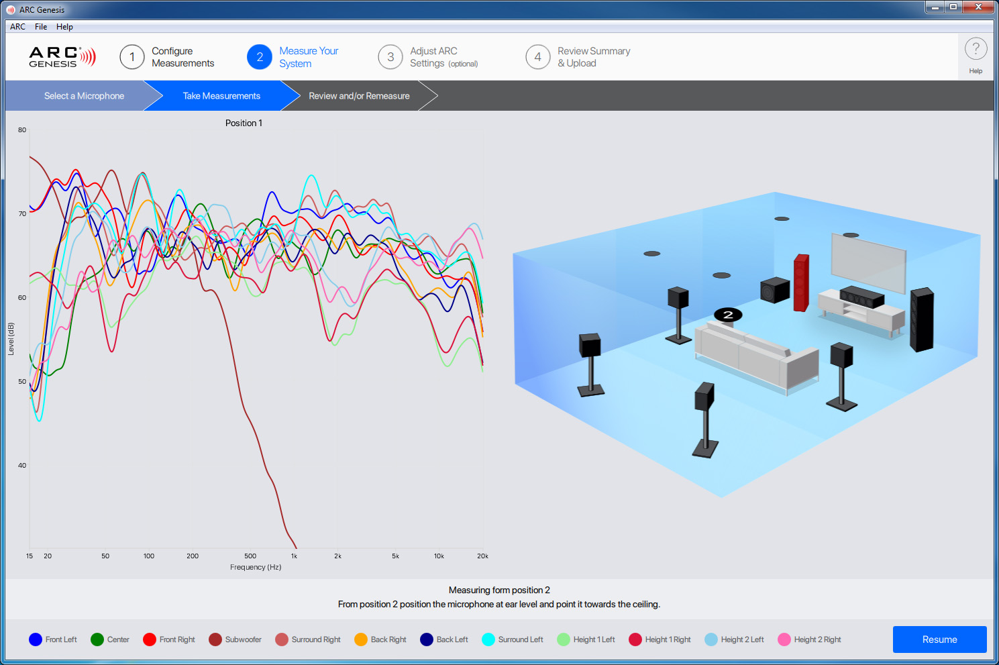 ARC Genesis
ARC File Help
ARC GENESIS
1 Configure Measurements
2 Measure Your System
3 Adjust ARC Settings (optional)
4 Review Summary & Upload
? Help
Select a Microphone
Take Measurements
Review and/or Remeasure
Position 1
80
70
60
50
40
Level (dB)
15 20 50 100 200 500 1k 2k 5k 10k 20k
Frequency (Hz)
2
Measuring form position 2
From position 2 position the microphone at ear level and point it towards the ceiling.
Front Left Center Front Right Subwoofer Surround Right Back Right Back Left Surround Left Height 1 Left Height 1 Right Height 2 Left Height 2 Right
Resume